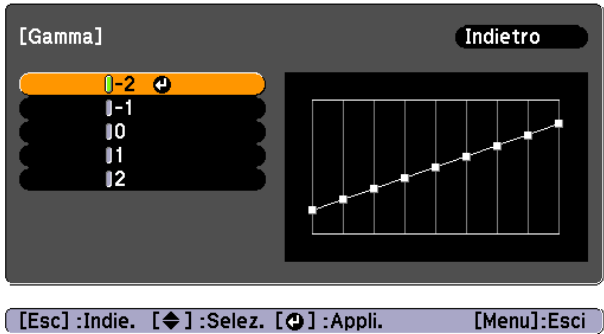 [Gamma]
Indietro
-2
-1
0
1
2
[Esc] :Indie. [◆] :Selez. [↵] :Appli. [Menu]:Esci